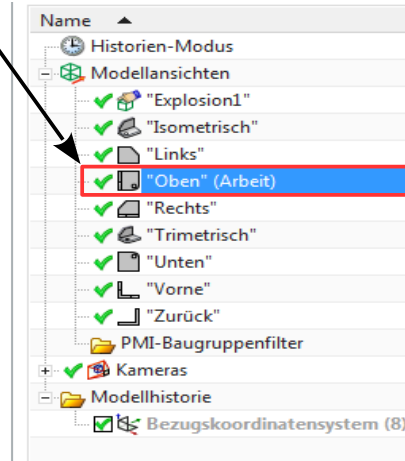 Name
Historien-Modus
Modellansichten
"Explosion1"
"Isometrisch"
"Links"
"Oben" (Arbeit)
"Rechts"
"Trimetrisch"
"Unten"
"Vorne"
"Zurück"
PMI-Baugruppenfilter
Kameras
Modellhistorie
Bezugskoordinatensystem (8)